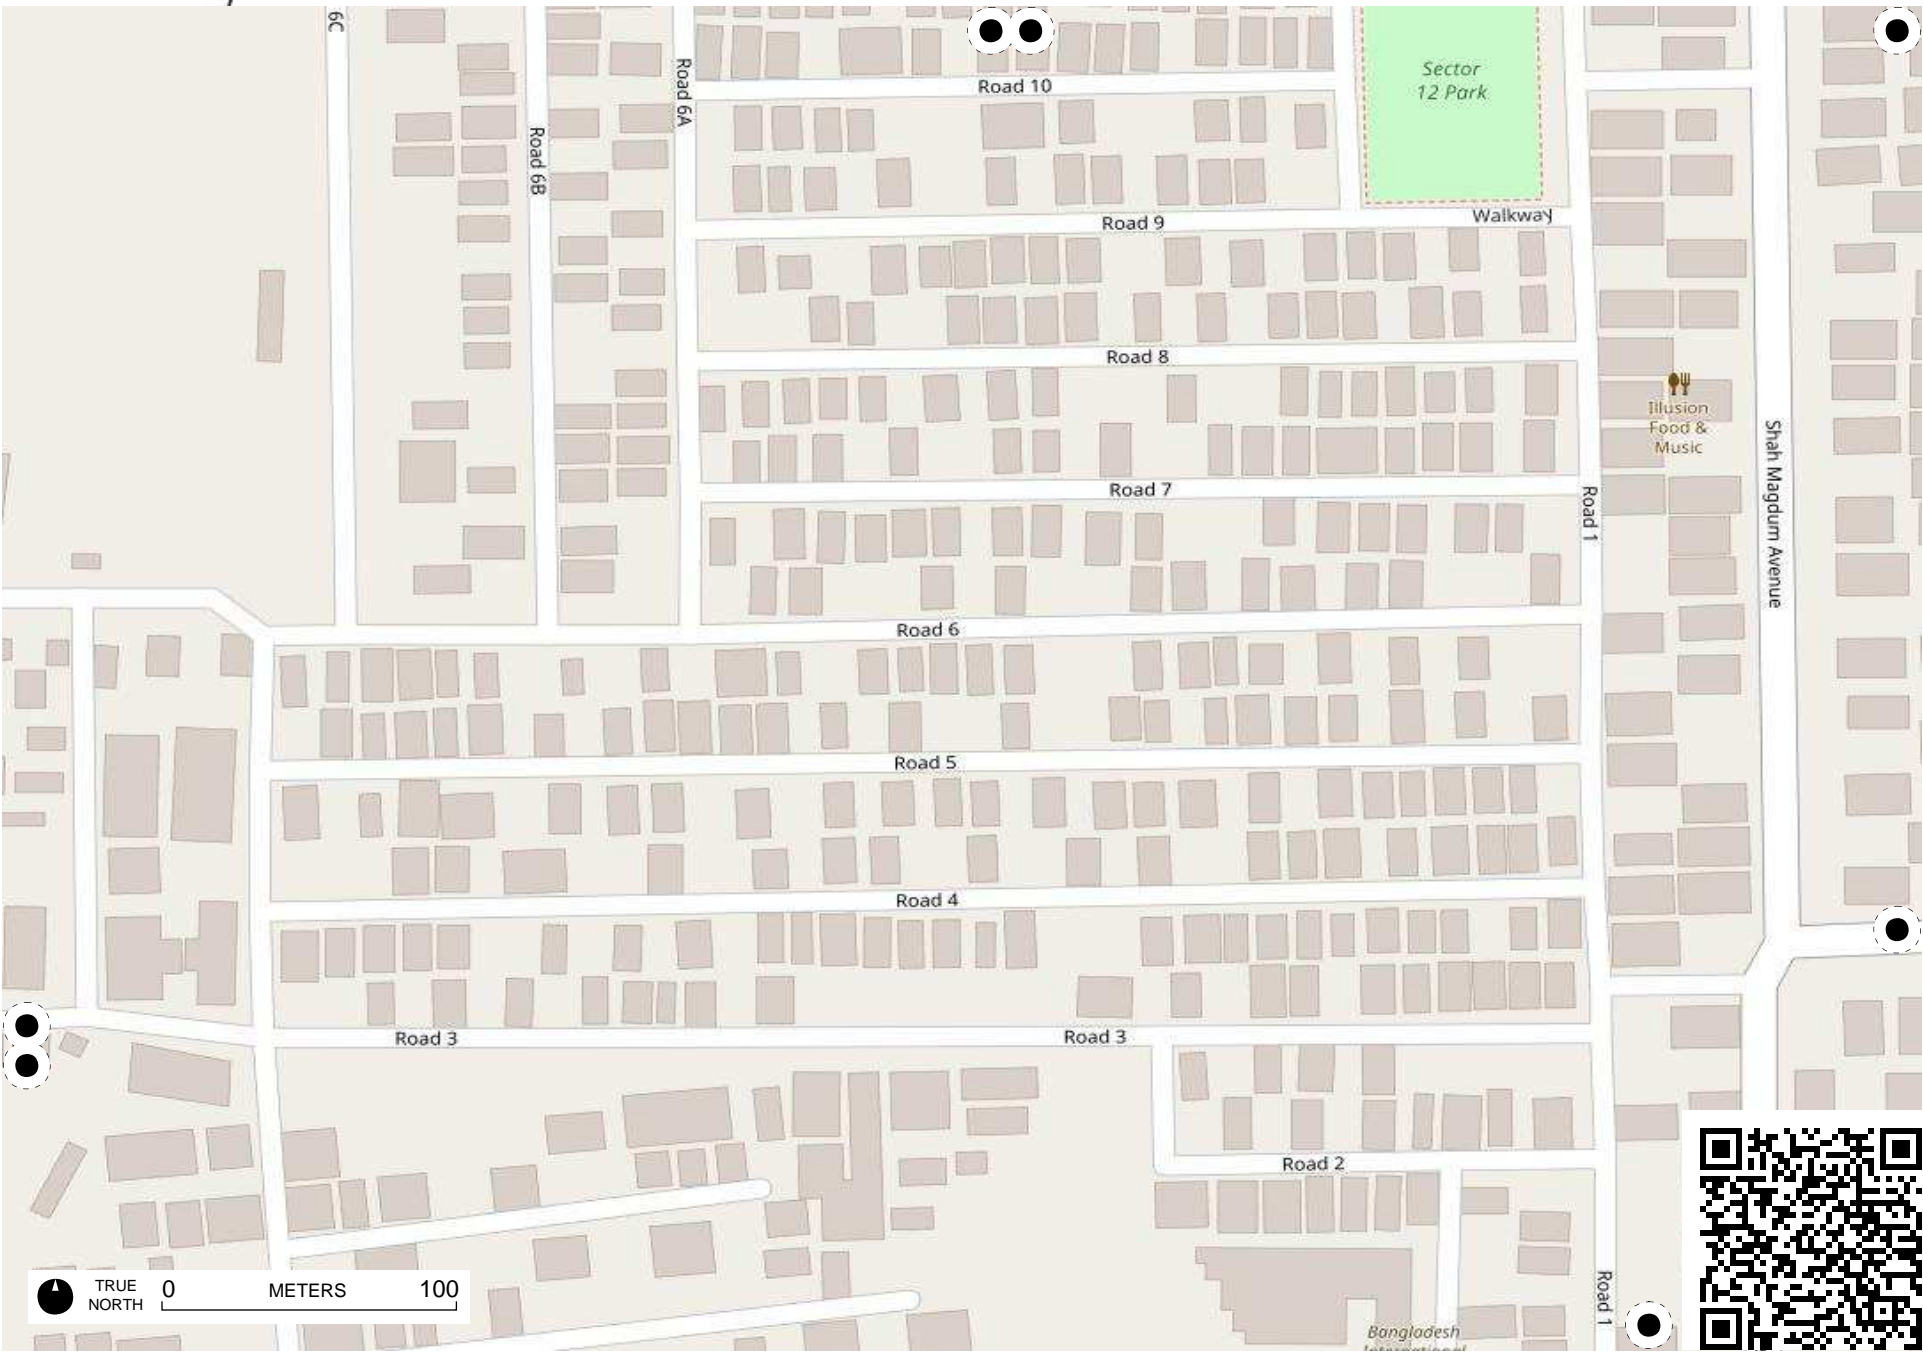 6C
Road 6B
Road 6A
Road 10
Sector
12 Park
Road 9
Walkway
Road 8
Illusion
Food &
Music
Shah Magdum Avenue
Road 7
Road 1
Road 6
Road 5
Road 4
Road 3
Road 3
Road 2
Road 1
TRUE
NORTH
0
METERS
100
Bangladesh